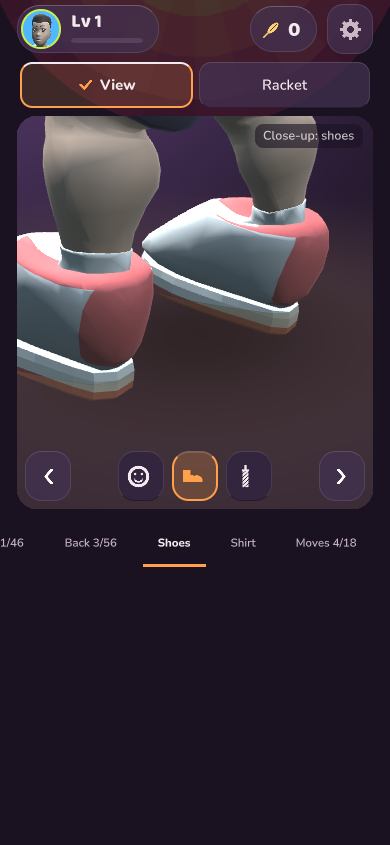 Lv 1
0
View
Racket
Close-up: shoes
1/46
Back 3/56
Shoes
Shirt
Moves 4/18